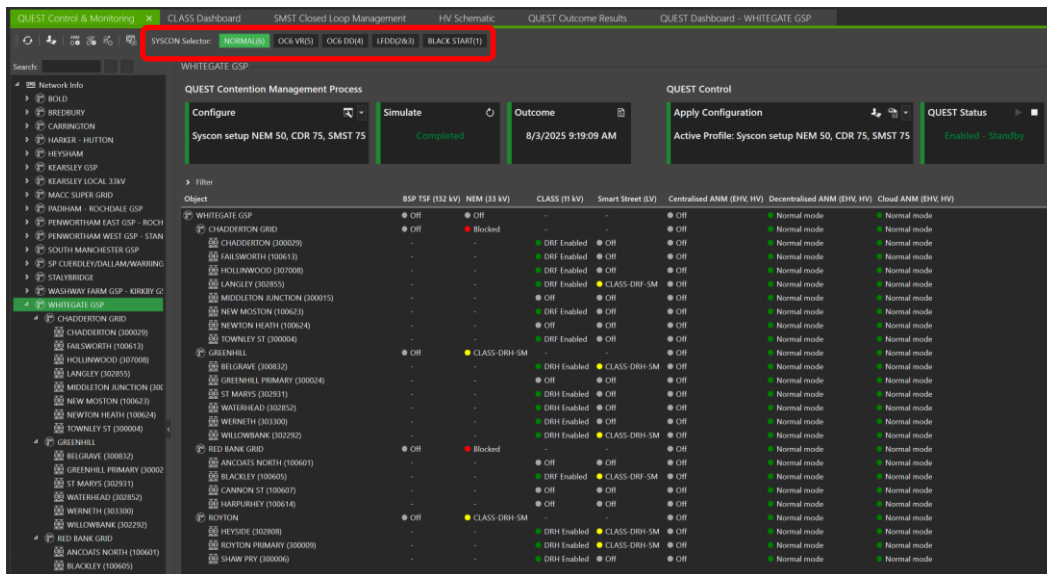 QUEST Control & Monitoring × CLASS Dashboard SMST Closed Loop Management HV Schematic QUEST Outcome Results QUEST Dashboard - WHITEGATE GSP
SYSCON Selector: NORMAL(6) OC6 VR(5) OC6 DD(4) LFDD(2&3) BLACK START(1)
Search:
WHITEGATE GSP
Network Info
BOLD
BREDBURY
CARRINGTON
HARKER - HUTTON
HEYSHAM
KEARSLEY GSP
KEARSLEY LOCAL 33kV
MACC SUPER GRID
PADIHAM - ROCHDALE GSP
PENWORTHAM EAST GSP - ROCH
PENWORTHAM WEST GSP - STAN
SOUTH MANCHESTER GSP
SP CUERDLEY/DALLAM/WARRING
STALYBRIDGE
WASHWAY FARM GSP - KIRKBY G
WHITEGATE GSP
CHADDERTON GRID
CHADDERTON (300029)
FAILSWORTH (100613)
HOLLINWOOD (307008)
LANGLEY (302855)
MIDDLETON JUNCTION (300
NEW MOSTON (100623)
NEWTON HEATH (100624)
TOWNLEY ST (300004)
GREENHILL
BELGRAVE (300832)
GREENHILL PRIMARY (30002
ST MARYS (302931)
WATERHEAD (302852)
WERNETH (303300)
WILLOWBANK (302292)
RED BANK GRID
ANCOATS NORTH (100601)
BLACKLEY (100605)
QUEST Contention Management Process QUEST Control
Configure Simulate Outcome Apply Configuration QUEST Status
Syscon setup NEM 50, CDR 75, SMST 75 Completed 8/3/2025 9:19:09 AM Active Profile: Syscon setup NEM 50, CDR 75, SMST 75 Enabled - Standby
Filter
Object BSP TSF (132 kV) NEM (33 kV) CLASS (11 kV) Smart Street (LV) Centralised ANM (EHV, HV) Decentralised ANM (EHV, HV) Cloud ANM (EHV, HV)
WHITEGATE GSP Off Off - - Off Normal mode Normal mode
CHADDERTON GRID Off Blocked - - Off Normal mode Normal mode
CHADDERTON (300029) - - DRF Enabled Off Off Normal mode Normal mode
FAILSWORTH (100613) - - DRF Enabled Off Off Normal mode Normal mode
HOLLINWOOD (307008) - - DRF Enabled Off Off Normal mode Normal mode
LANGLEY (302855) - - DRF Enabled CLASS-DRF-SM Off Normal mode Normal mode
MIDDLETON JUNCTION (300015) - - Off Off Off Normal mode Normal mode
NEW MOSTON (100623) - - DRF Enabled Off Off Normal mode Normal mode
NEWTON HEATH (100624) - - Off Off Off Normal mode Normal mode
TOWNLEY ST (300004) - - DRF Enabled Off Off Normal mode Normal mode
GREENHILL Off CLASS-DRH-SM - - Off Normal mode Normal mode
BELGRAVE (300832) - - DRH Enabled CLASS-DRH-SM Off Normal mode Normal mode
GREENHILL PRIMARY (300024) - - Off Off Off Normal mode Normal mode
ST MARYS (302931) - - DRH Enabled Off Off Normal mode Normal mode
WATERHEAD (302852) - - DRH Enabled Off Off Normal mode Normal mode
WERNETH (303300) - - DRH Enabled Off Off Normal mode Normal mode
WILLOWBANK (302292) - - DRH Enabled CLASS-DRH-SM Off Normal mode Normal mode
RED BANK GRID Off Blocked - - Off Normal mode Normal mode
ANCOATS NORTH (100601) - - Off Off Off Normal mode Normal mode
BLACKLEY (100605) - - DRF Enabled CLASS-DRF-SM Off Normal mode Normal mode
CANNON ST (100607) - - Off Off Off Normal mode Normal mode
HARPURHEY (100614) - - Off Off Off Normal mode Normal mode
ROYTON Off CLASS-DRH-SM - - Off Normal mode Normal mode
HEYSIDE (302808) - - DRH Enabled CLASS-DRH-SM Off Normal mode Normal mode
ROYTON PRIMARY (300009) - - DRH Enabled CLASS-DRH-SM Off Normal mode Normal mode
SHAW PRY (300006) - - DRH Enabled Off Off Normal mode Normal mode